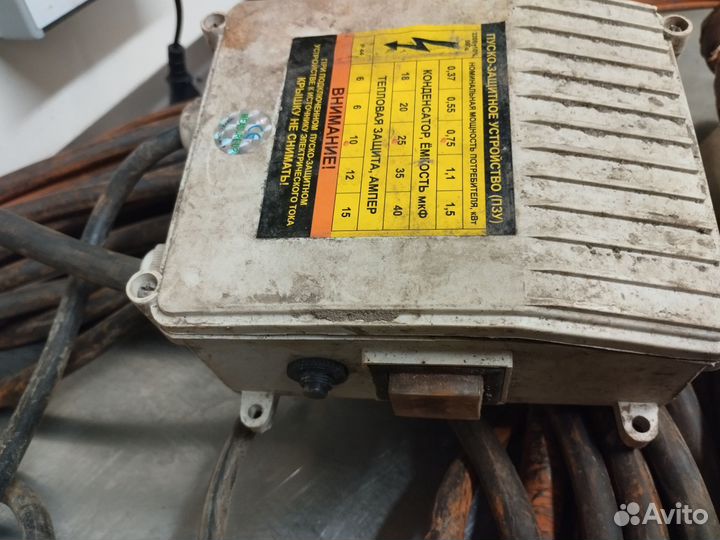 ПУСКО-ЗАЩИТНОЕ УСТРОЙСТВО (ПЗУ)
НОМИНАЛЬНАЯ МОЩНОСТЬ ПОТРЕБИТЕЛЯ, кВт
0,37 0,55 0,75 1,1 1,5
КОНДЕНСАТОР, ЁМКОСТЬ мкФ
16 20 25 35 40
ТЕПЛОВАЯ ЗАЩИТА, АМПЕР
6 10 12 15
ВНИМАНИЕ!
ПРИ ПОДКЛЮЧЕННОМ ПУСКО-ЗАЩИТНОМ
УСТРОЙСТВЕ К ИСТОЧНИКУ ЭЛЕКТРИЧЕСКОГО ТОКА
КРЫШКУ НЕ СНИМАТЬ!
Avito